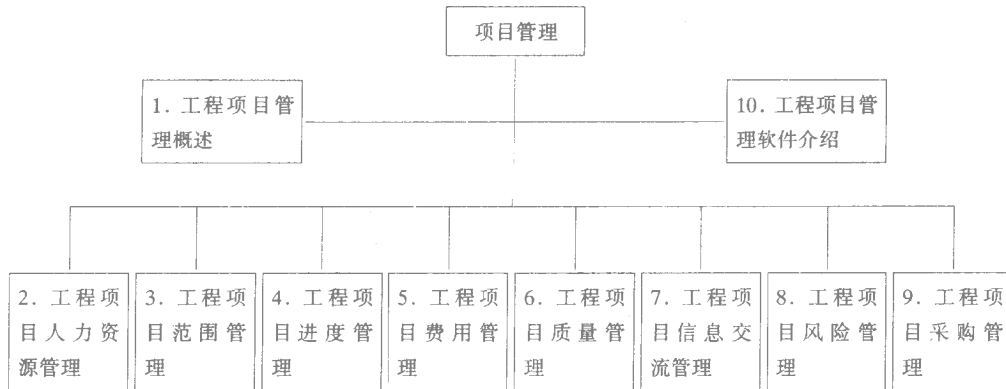 项目管理
1. 工程项目管
理概述
10. 工程项目管
理软件介绍
2. 工程项
目人力资
源管理
3. 工程项
目范围管
理
4. 工程项
目进度管
理
5. 工程项
目费用管
理
6. 工程项
目质量管
理
7. 工程项
目信息交
流管理
8. 工程项
目风险管
理
9. 工程项
目采购管
理